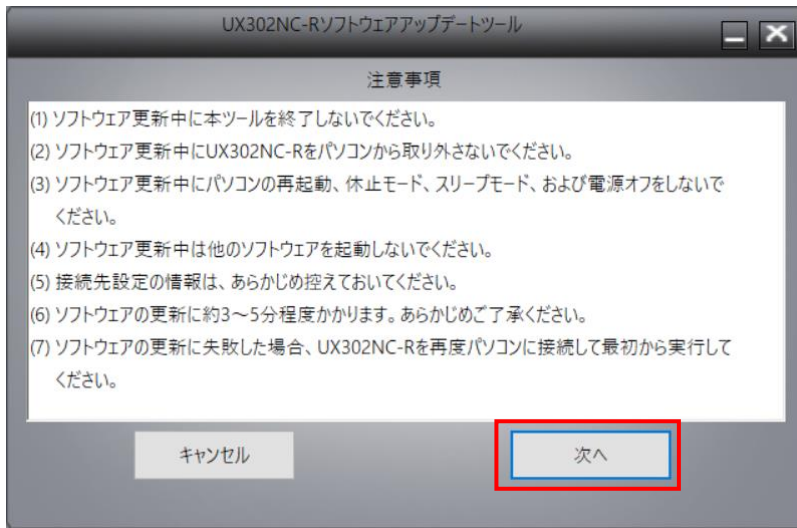 UX302NC-Rソフトウェアアップデートツール
注意事項
(1) ソフトウェア更新中に本ツールを終了しないでください。
(2) ソフトウェア更新中にUX302NC-Rをパソコンから取り外さないでください。
(3) ソフトウェア更新中にパソコンの再起動、休止モード、スリープモード、および電源オフをしないで
ください。
(4) ソフトウェア更新中は他のソフトウェアを起動しないでください。
(5) 接続先設定の情報は、あらかじめ控えておいてください。
(6) ソフトウェアの更新に約3～5分程度かかります。あらかじめご了承ください。
(7) ソフトウェアの更新に失敗した場合、UX302NC-Rを再度パソコンに接続して最初から実行して
ください。
キャンセル
次へ